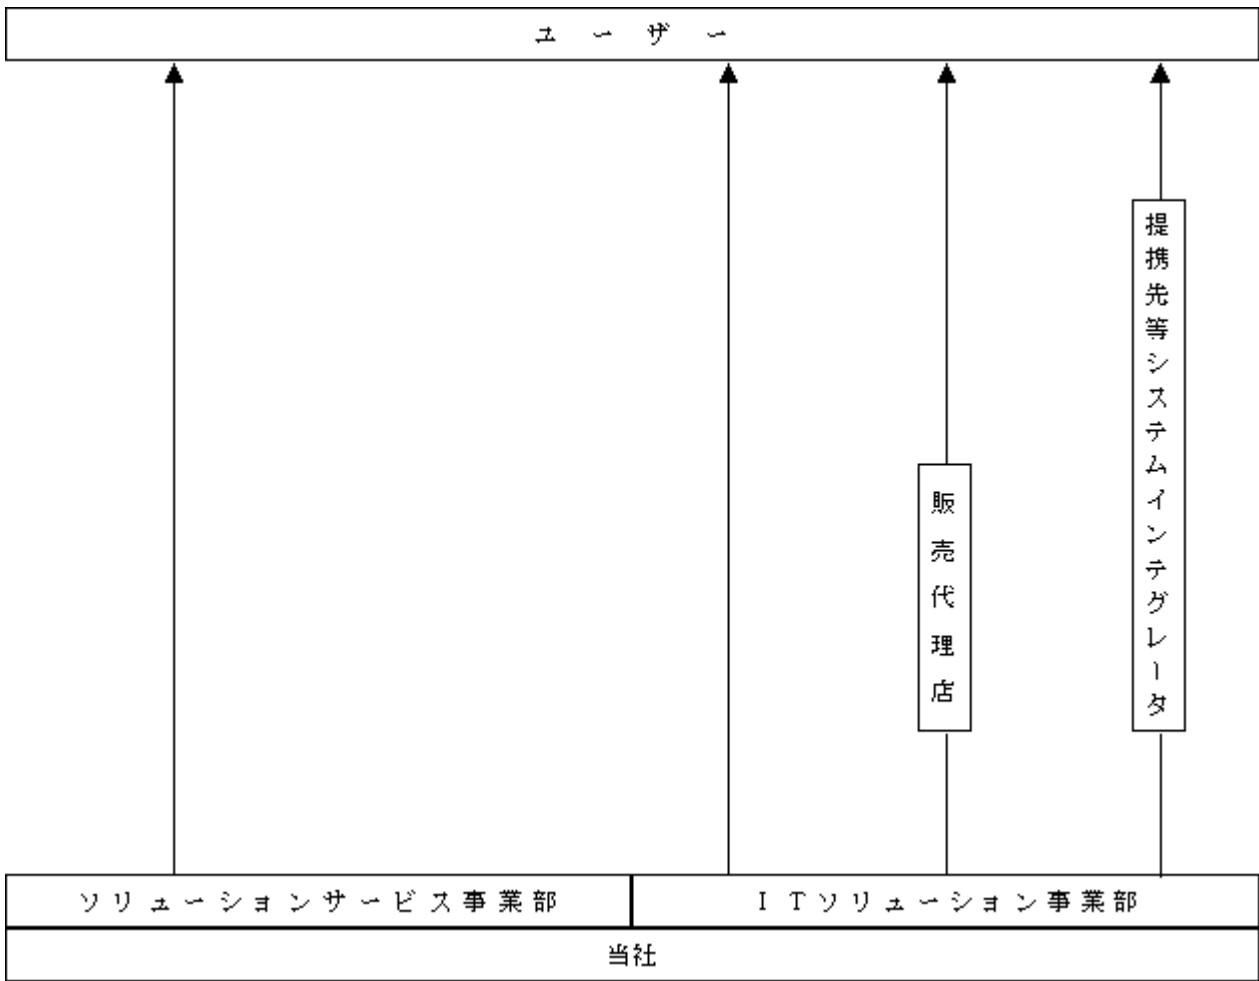 ユーザー
提携先等システムインテグレータ
販売代理店
ソリューションサービス事業部
ＩＴソリューション事業部
当社